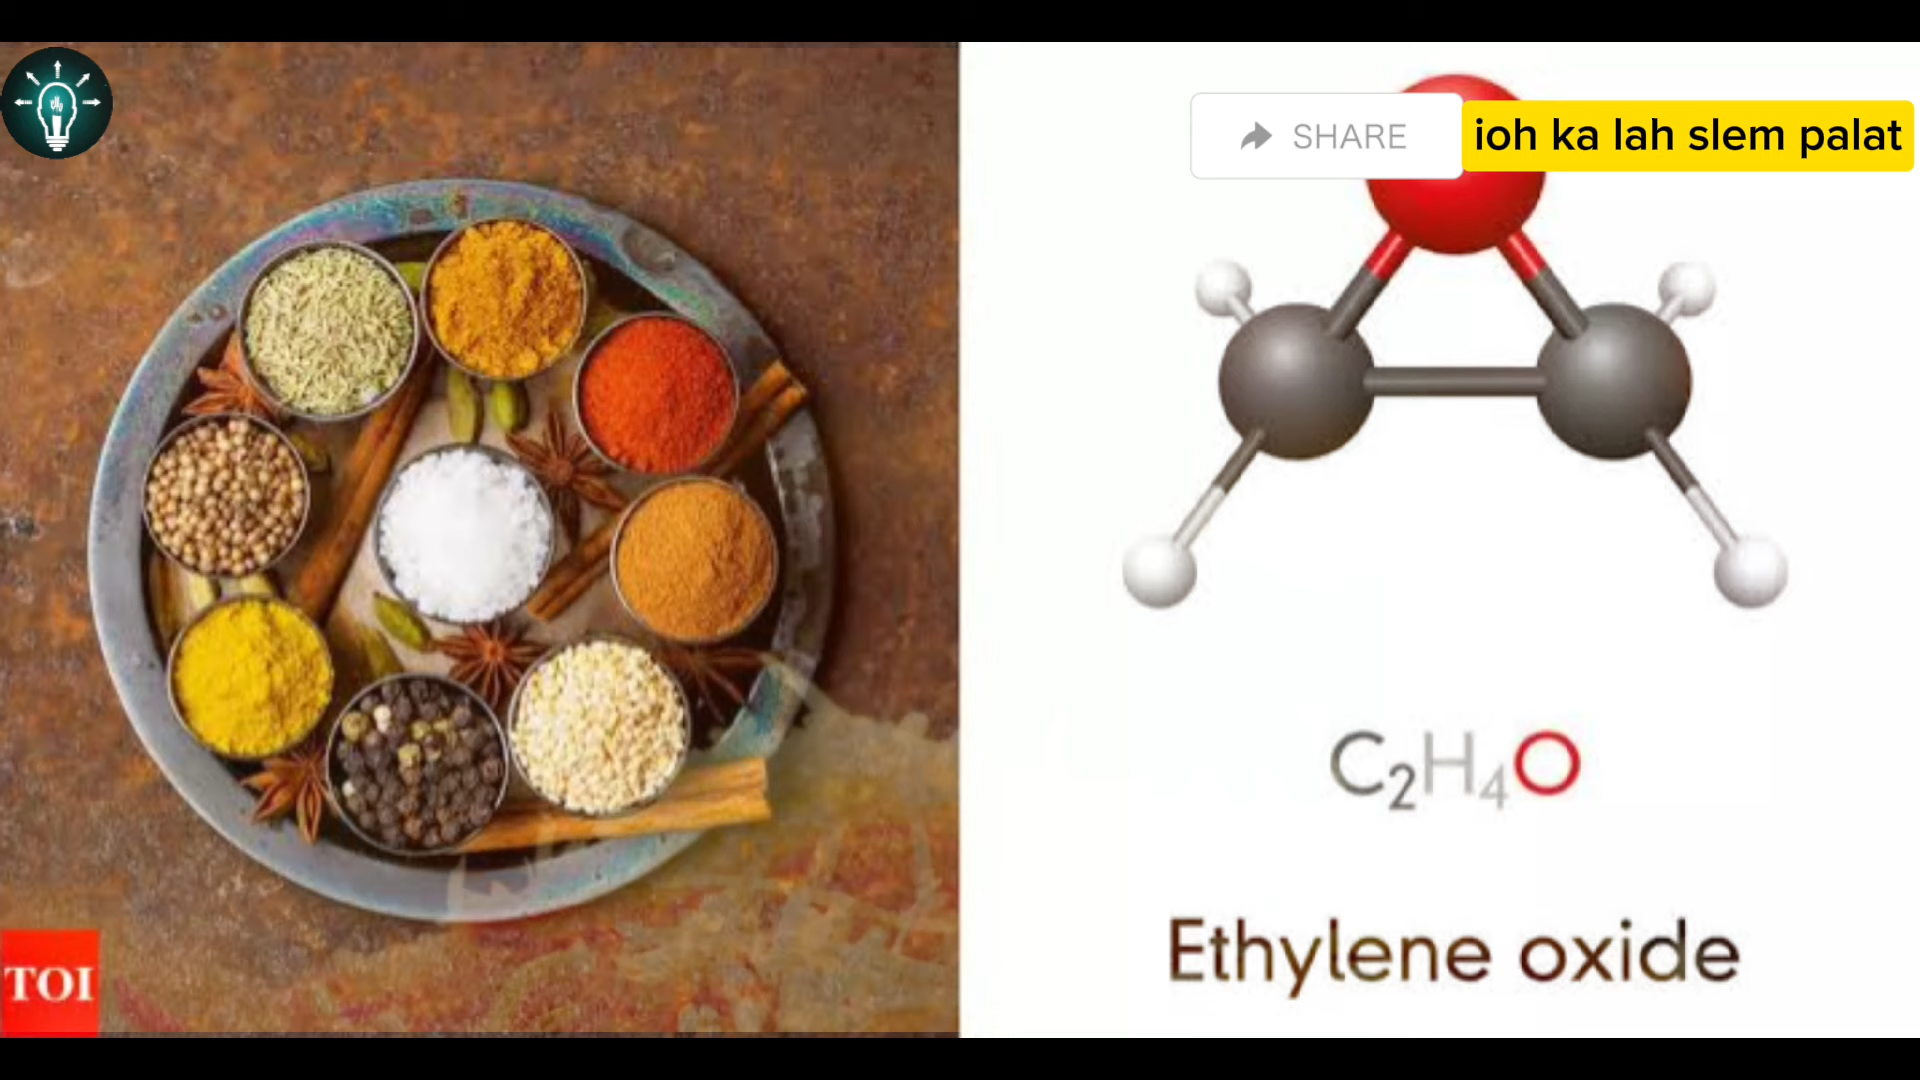 SHARE
ioh ka lah slem palat
C₂H₄O
Ethylene oxide
TOI